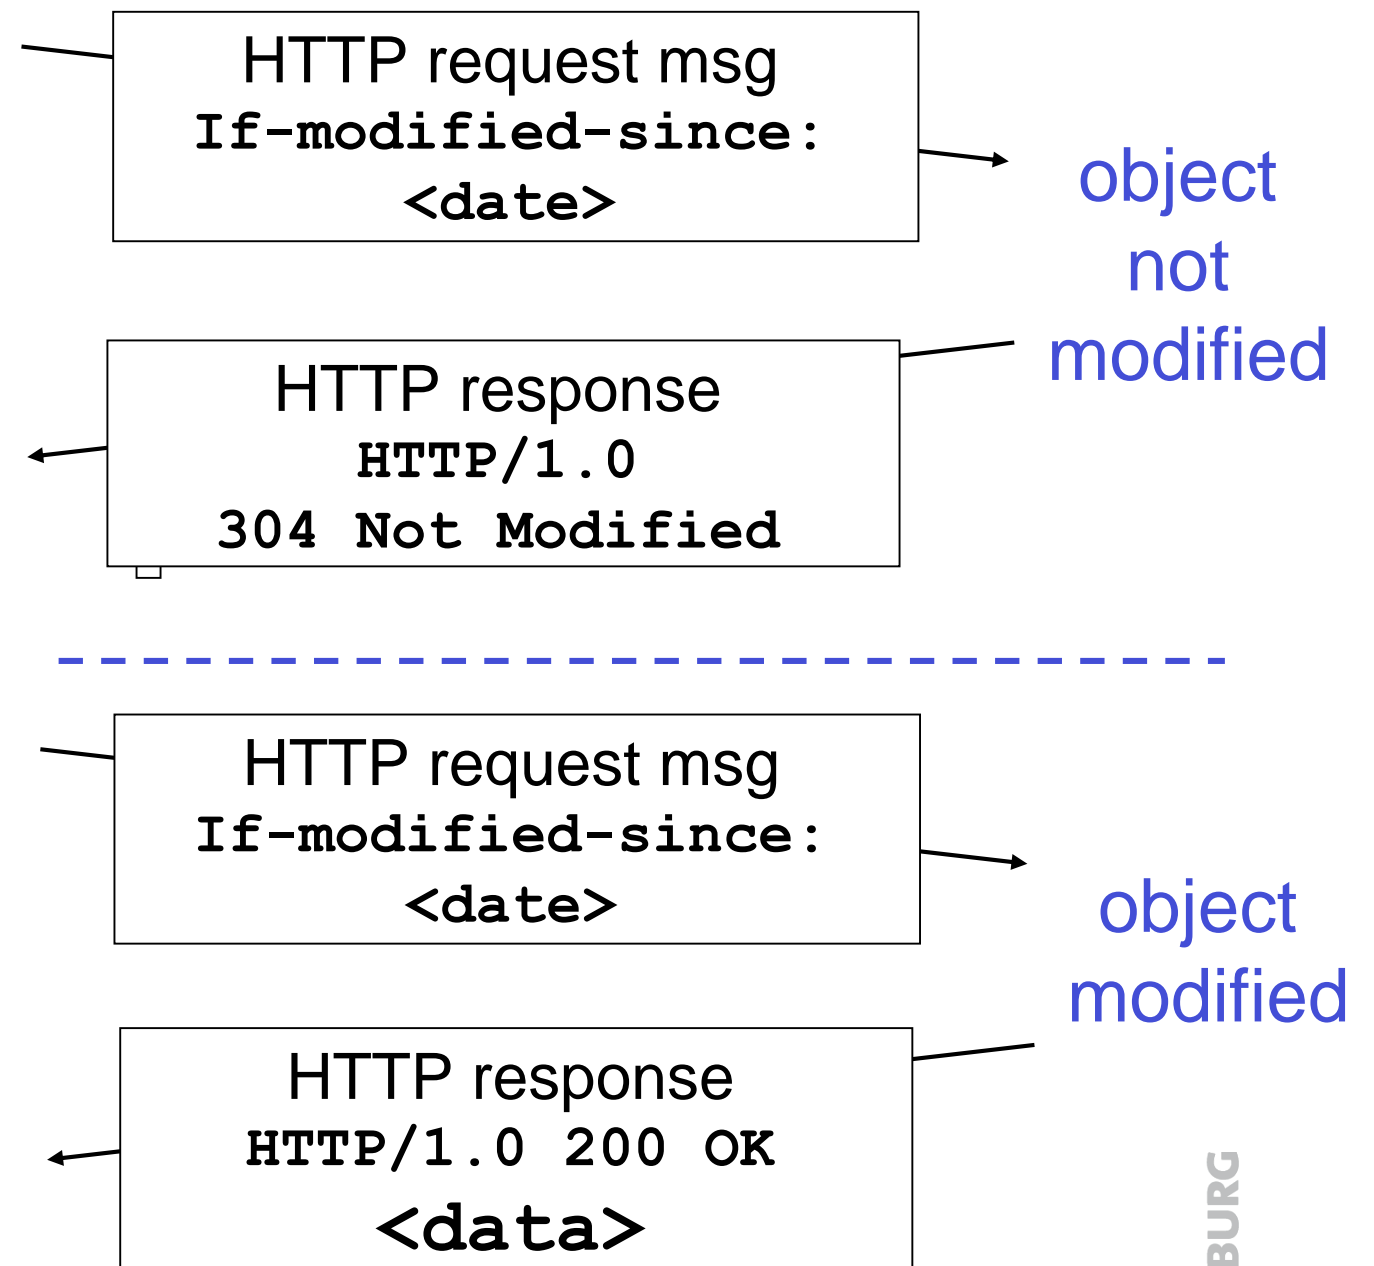 HTTP request msg
If-modified-since:
<date>
object
not
modified
HTTP response
HTTP/1.0
304 Not Modified
HTTP request msg
If-modified-since:
<date>
object
modified
HTTP response
HTTP/1.0 200 OK
<data>
BURG